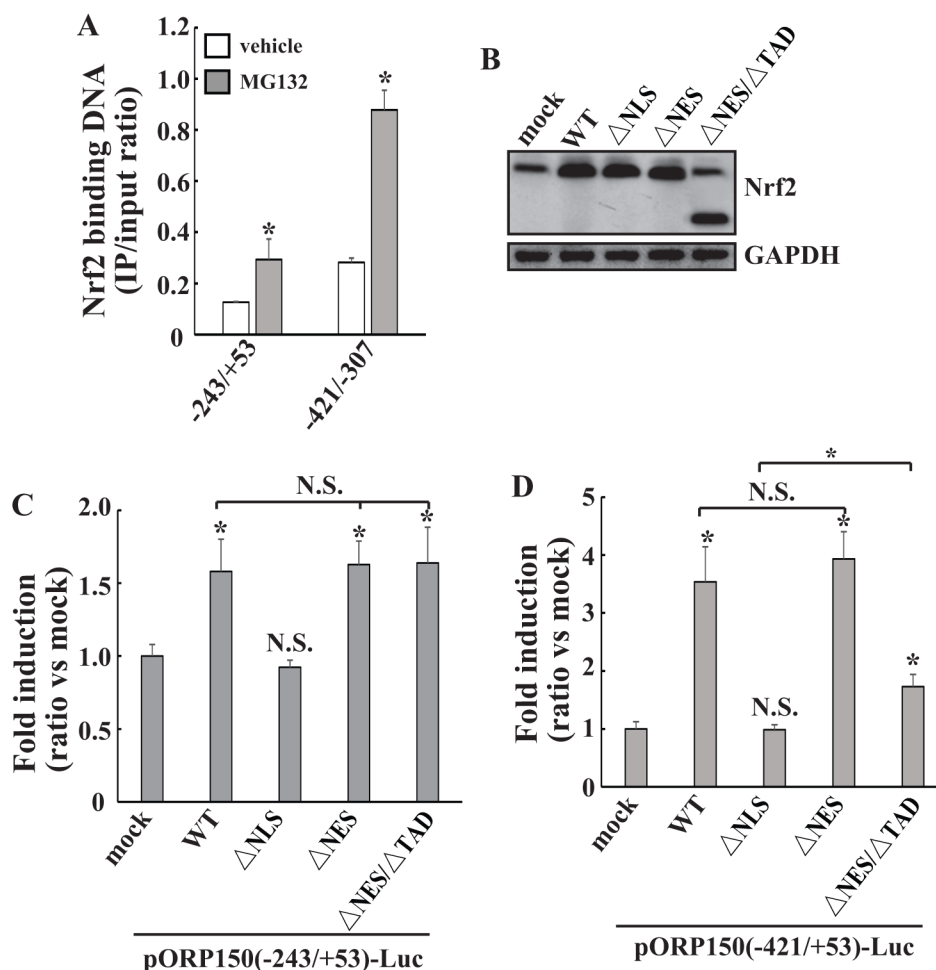 A
Nrf2 binding DNA
(IP/input ratio)
1.2
1.0
0.8
0.6
0.4
0.2
0
vehicle
MG132
*
*
-243/+53
-421/-307
B
mock
WT
△NLS
△NES
△NES/△TAD
Nrf2
GAPDH
C
Fold induction
(ratio vs mock)
2.0
1.5
1.0
0.5
0
N.S.
*
N.S.
*
*
mock
WT
△NLS
△NES
△NES/△TAD
pORP150(-243/+53)-Luc
D
Fold induction
(ratio vs mock)
5
4
3
2
1
0
*
N.S.
*
N.S.
*
*
mock
WT
△NLS
△NES
△NES/△TAD
pORP150(-421/+53)-Luc